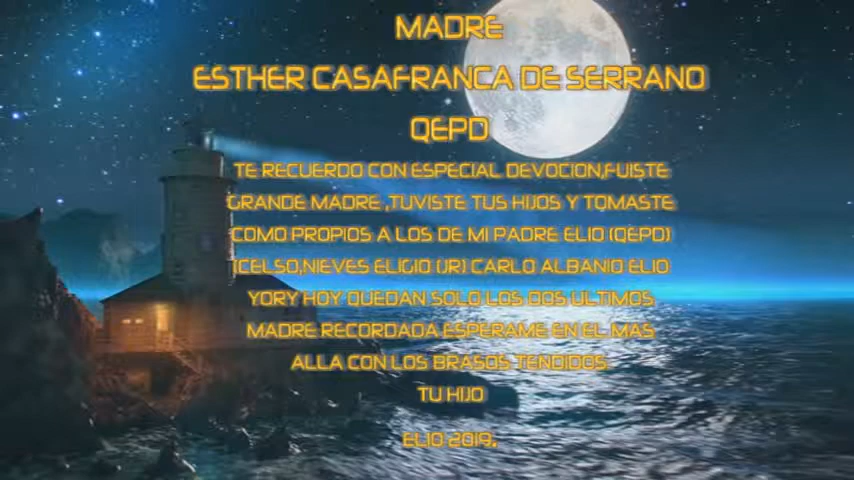 MADRE
ESTHER CASAFRANCA DE SERRANO
QEPD
TE RECUERDO CON ESPECIAL DEVOCION,FUISTE
GRANDE MADRE ,TUVISTE TUS HIJOS Y TOMASTE
COMO PROPIOS A LOS DE MI PADRE ELIO (QEPD)
(CELSO,NIEVES ELIGIO (JR) CARLO ALBANIO ELIO
YORY HOY QUEDAN SOLO LOS DOS ULTIMOS
MADRE RECORDADA ESPERAME EN EL MAS
ALLA CON LOS BRASOS TENDIDOS
TU HIJO
ELIO 2019.